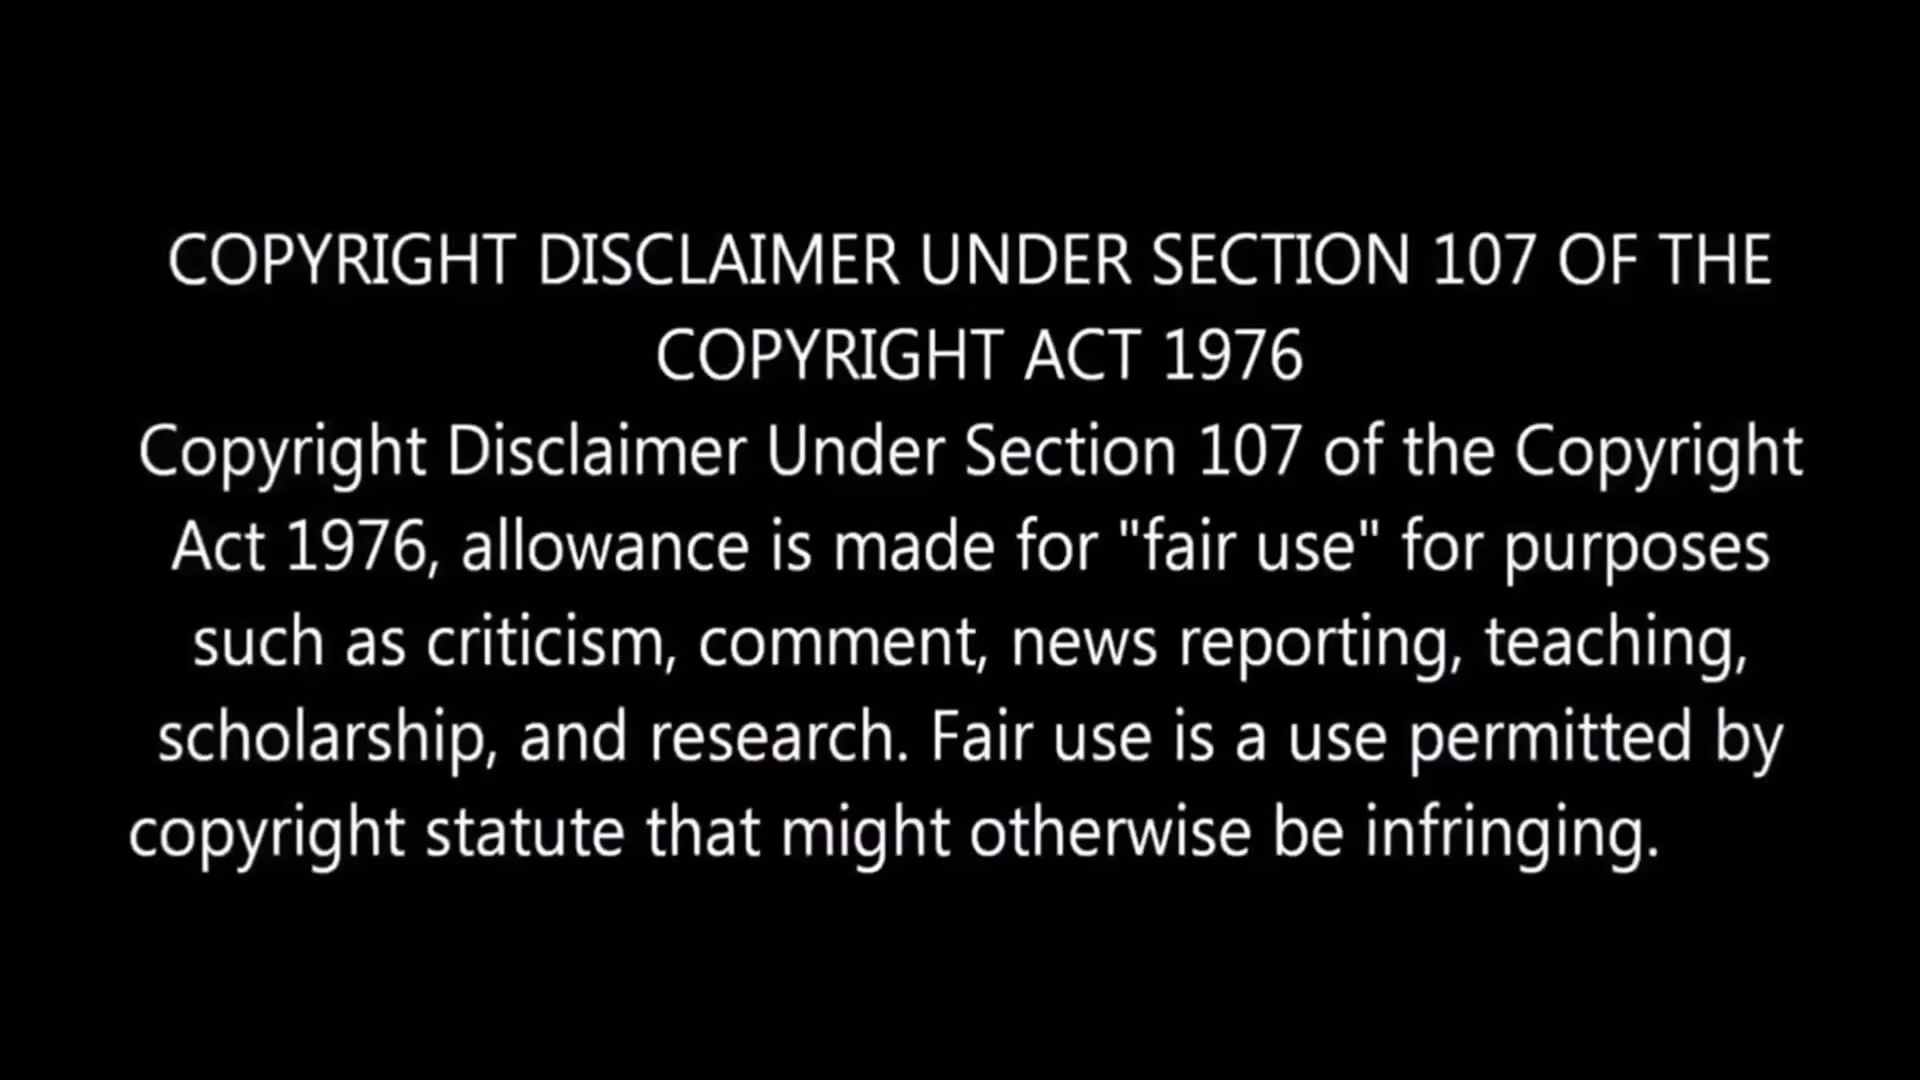 COPYRIGHT DISCLAIMER UNDER SECTION 107 OF THE
COPYRIGHT ACT 1976
Copyright Disclaimer Under Section 107 of the Copyright
Act 1976, allowance is made for "fair use" for purposes
such as criticism, comment, news reporting, teaching,
scholarship, and research. Fair use is a use permitted by
copyright statute that might otherwise be infringing.